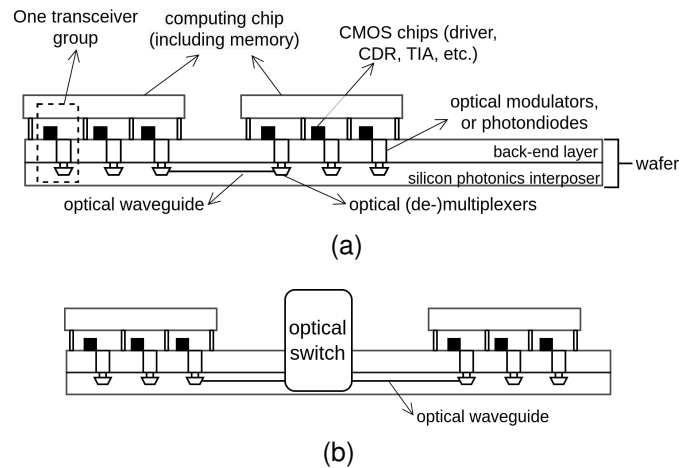 One transceiver
group
computing chip
(including memory)
CMOS chips (driver,
CDR, TIA, etc.)
optical modulators,
or photondiodes
back-end layer
wafer
silicon photonics interposer
optical waveguide
optical (de-)multiplexers
(a)
optical
switch
optical waveguide
(b)